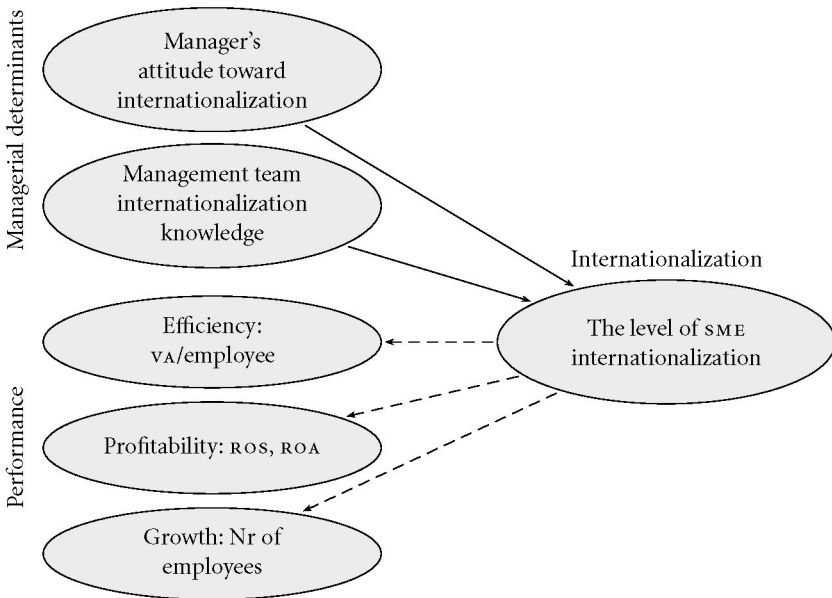 Managerial determinants
Manager’s
attitude toward
internationalization
Management team
internationalization
knowledge
Internationalization
The level of SME
internationalization
Performance
Efficiency:
VA/employee
Profitability: ROS, ROA
Growth: Nr of
employees